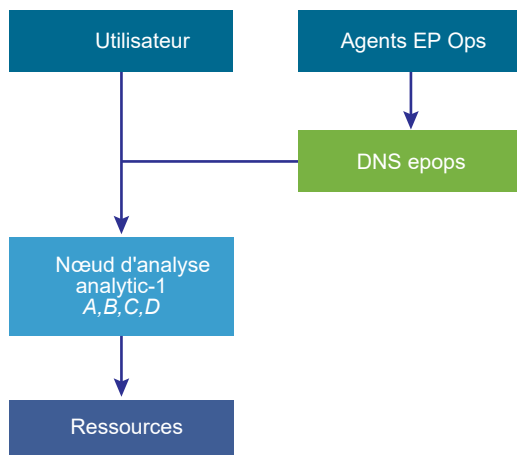 Utilisateur
Agents EP Ops
DNS epops
Nœud d'analyse
analytic-1
A,B,C,D
Ressources